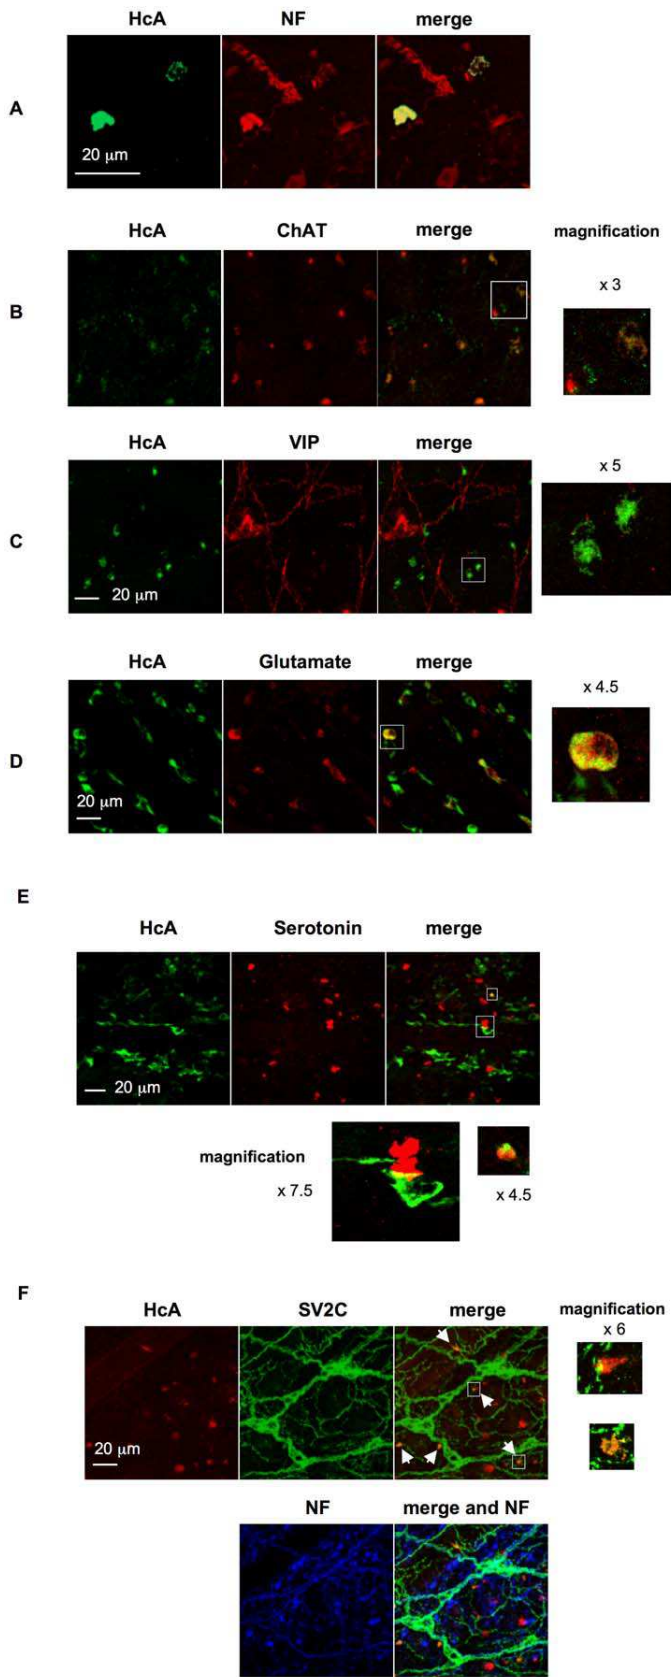 HcA NF merge
A
20 μm
HcA ChAT merge magnification
x 3
B
HcA VIP merge
x 5
C
20 μm
HcA Glutamate merge
x 4.5
D
20 μm
E
HcA Serotonin merge
20 μm
magnification
x 7.5
x 4.5
F
HcA SV2C merge magnification
x 6
20 μm
NF merge and NF